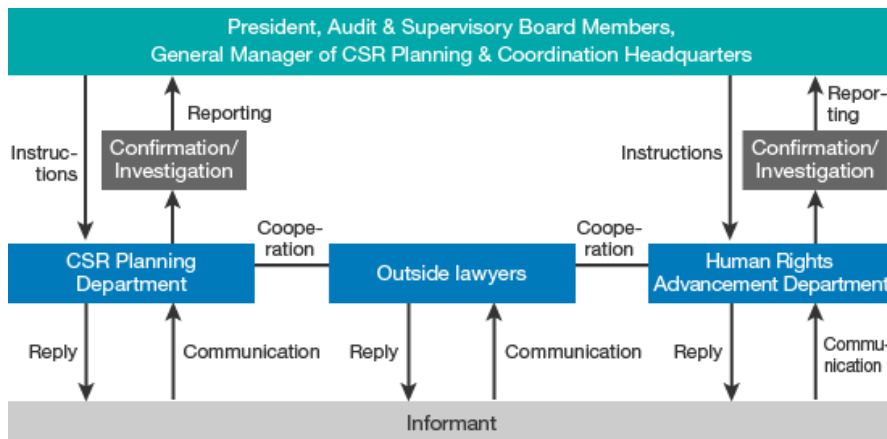 President, Audit & Supervisory Board Members,
General Manager of CSR Planning & Coordination Headquarters
Instruc-
tions
Reporting
Confirmation/
Investigation
Instructions
Repor-
ting
Confirmation/
Investigation
CSR Planning
Department
Coope-
ration
Outside lawyers
Coope-
ration
Human Rights
Advancement Department
Reply
Communication
Reply
Communication
Reply
Commu-
nication
Informant